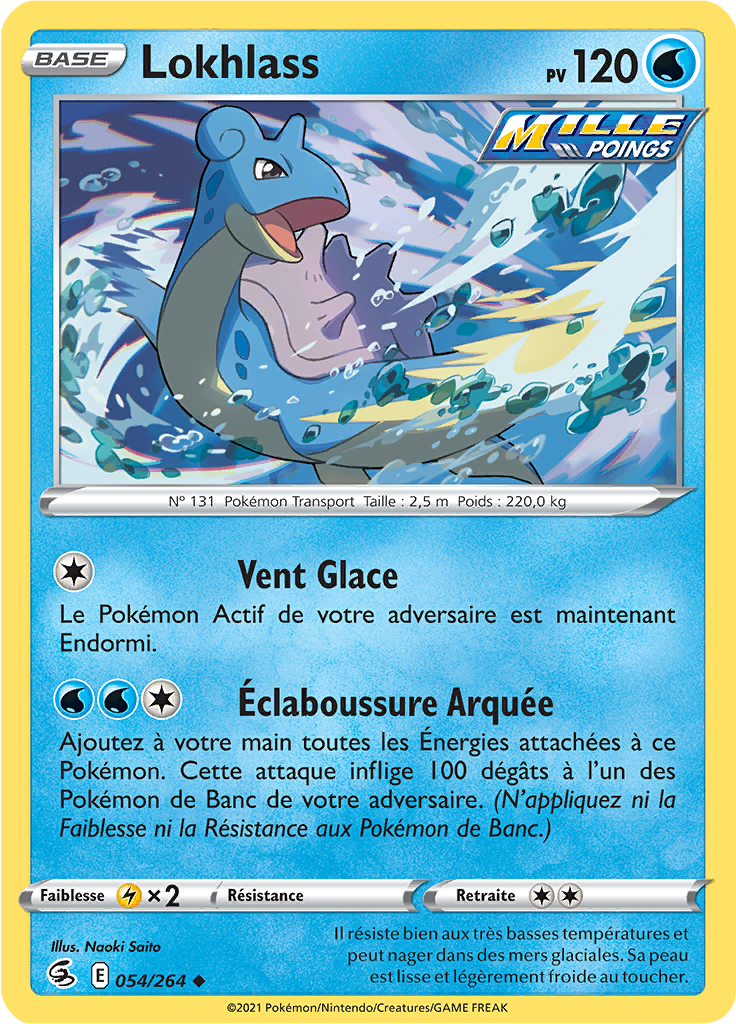 BASE
Lokhlass
PV 120
MILLE
POINGS
Nº 131 Pokémon Transport Taille : 2,5 m Poids : 220,0 kg
Vent Glace
Le Pokémon Actif de votre adversaire est maintenant
Endormi.
Éclaboussure Arquée
Ajoutez à votre main toutes les Énergies attachées à ce
Pokémon. Cette attaque inflige 100 dégâts à l'un des
Pokémon de Banc de votre adversaire. (N'appliquez ni la
Faiblesse ni la Résistance aux Pokémon de Banc.)
Faiblesse ×2 Résistance Retraite
Illus. Naoki Saito
E 054/264
Il résiste bien aux très basses températures et
peut nager dans des mers glaciales. Sa peau
est lisse et légèrement froide au toucher.
©2021 Pokémon/Nintendo/Creatures/GAME FREAK